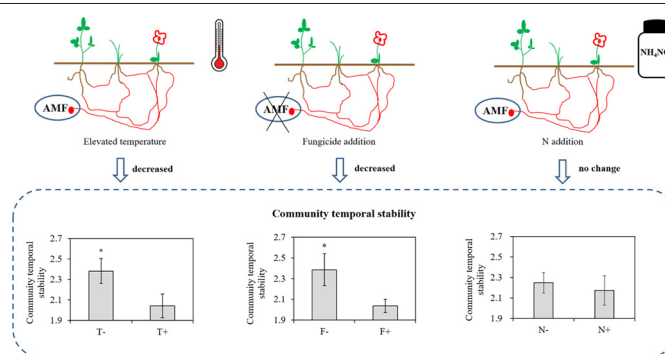 NH₄NO
AMF
AMF
AMF
Elevated temperature
Fungicide addition
N addition
decreased
decreased
no change
Community temporal stability
Community temporal
stability
2.7
2.5
2.3
2.1
1.9
*
T- T+
Community temporal
stability
2.7
2.5
2.3
2.1
1.9
*
F- F+
Community temporal
stability
2.7
2.5
2.3
2.1
1.9
N- N+